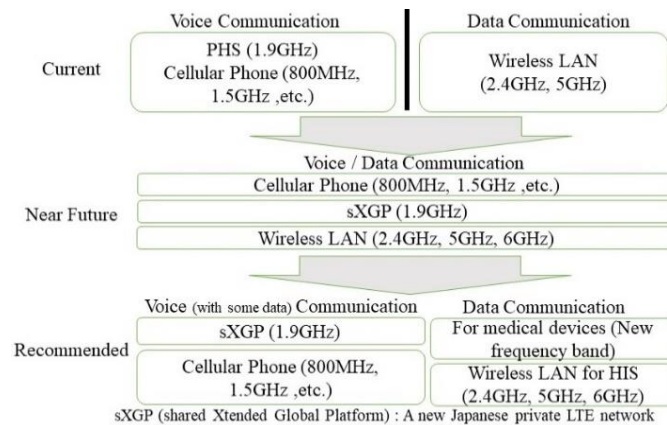 Voice Communication
Data Communication
Current
PHS (1.9GHz)
Cellular Phone (800MHz,
1.5GHz ,etc.)
Wireless LAN
(2.4GHz, 5GHz)
Voice / Data Communication
Near Future
Cellular Phone (800MHz, 1.5GHz ,etc.)
sXGP (1.9GHz)
Wireless LAN (2.4GHz, 5GHz, 6GHz)
Voice (with some data) Communication
Data Communication
Recommended
sXGP (1.9GHz)
Cellular Phone (800MHz,
1.5GHz ,etc.)
For medical devices (New
frequency band)
Wireless LAN for HIS
(2.4GHz, 5GHz, 6GHz)
sXGP (shared Xtended Global Platform) : A new Japanese private LTE network